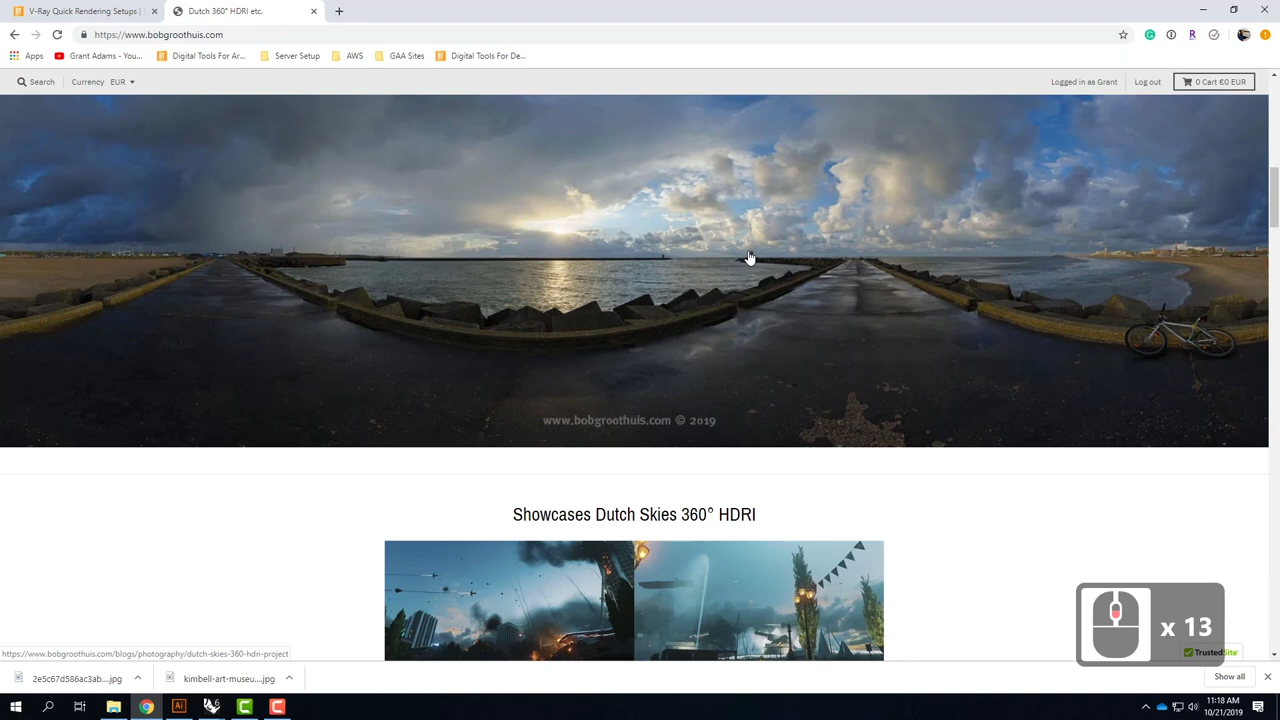 V-Ray Quick Rendering Setups |
Dutch 360° HDRI etc.
https://www.bobgroothuis.com
Apps
Grant Adams - You...
Digital Tools For Ar...
Server Setup
AWS
GAA Sites
Digital Tools For De...
Search
Currency EUR
Logged in as Grant
Log out
0 Cart €0 EUR
www.bobgroothuis.com © 2019
Showcases Dutch Skies 360° HDRI
x 13
TrustedSite
https://www.bobgroothuis.com/blogs/photography/dutch-skies-360-hdri-project
2e5c67d586ac3ab....jpg
kimbell-art-museu....jpg
Show all
11:18 AM
10/21/2019